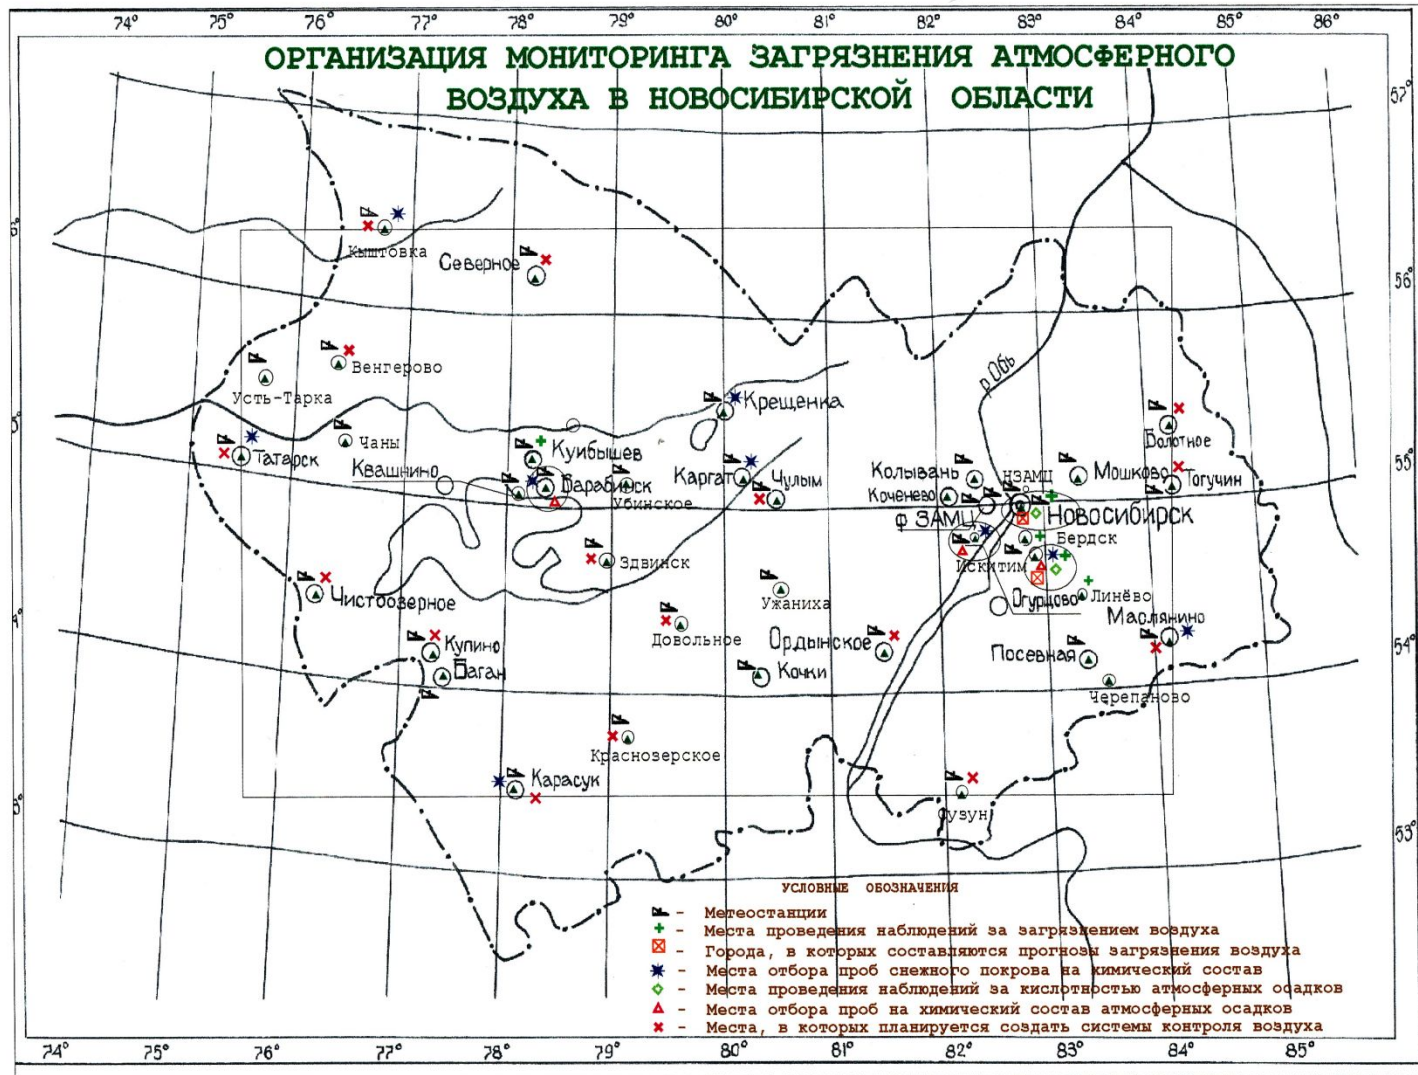 74° 75° 76° 77° 78° 79° 80° 81° 82° 83° 84° 85° 86°
ОРГАНИЗАЦИЯ МОНИТОРИНГА ЗАГРЯЗНЕНИЯ АТМОСФЕРНОГО
ВОЗДУХА В НОВОСИБИРСКОЙ ОБЛАСТИ
57°
Кыштовка
Северное
56°
р.Обь
Венгерово
Усть-Тарка
Крещенка
Болотное
Чаны
Татарск
Квашнино
Куйбышев
Барабинск
Убинское
Каргат
Чулым
Колывань
Коченево
НЗАМЦ
Мошково
Тогучин
55°
ф ЗАМЦ
Новосибирск
Бердск
Искитим
Здвинск
Чистоозерное
Ужаниха
Огурцово
Линёво
Маслянино
Довольное
Ордынское
Посевная
54°
Купино
Баган
Кочки
Черепаново
Краснозерское
Карасук
Сузун
53°
УСЛОВНЫЕ ОБОЗНАЧЕНИЯ
- Метеостанции
- Места проведения наблюдений за загрязнением воздуха
- Города, в которых составляются прогнозы загрязнения воздуха
- Места отбора проб снежного покрова на химический состав
- Места проведения наблюдений за кислотностью атмосферных осадков
- Места отбора проб на химический состав атмосферных осадков
- Места, в которых планируется создать системы контроля воздуха
74° 75° 76° 77° 78° 79° 80° 81° 82° 83° 84° 85°